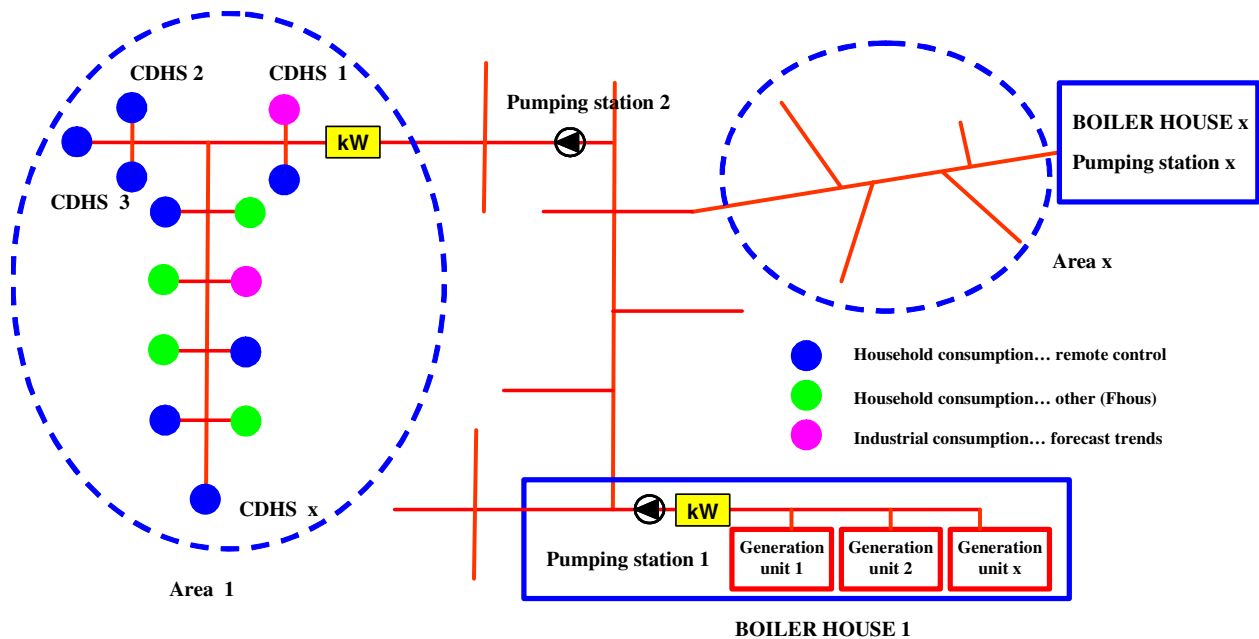 CDHS 2
CDHS 1
Pumping station 2
kW
CDHS 3
BOILER HOUSE x
Pumping station x
Area x
Household consumption… remote control
Household consumption… other (Fhous)
Industrial consumption… forecast trends
CDHS x
Area 1
kW
Pumping station 1
Generation
unit 1
Generation
unit 2
Generation
unit x
BOILER HOUSE 1